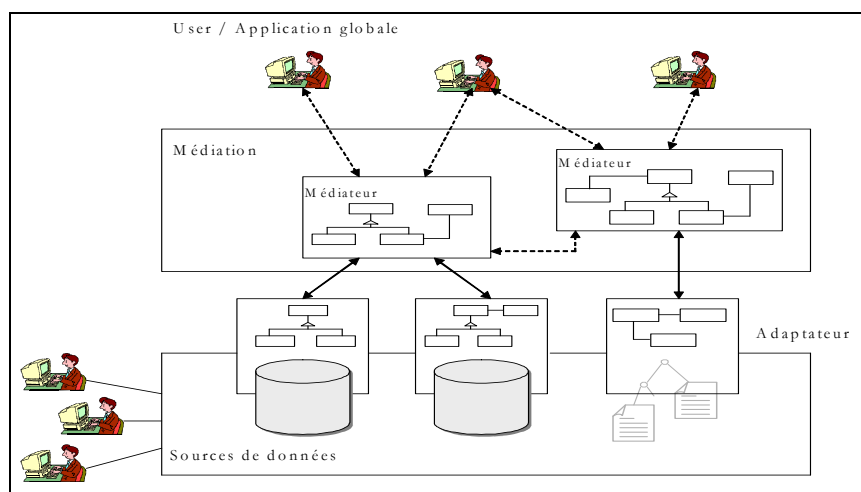 User / Application globale
Médiation
Médiateur
Médiateur
Adaptateur
Sources de données